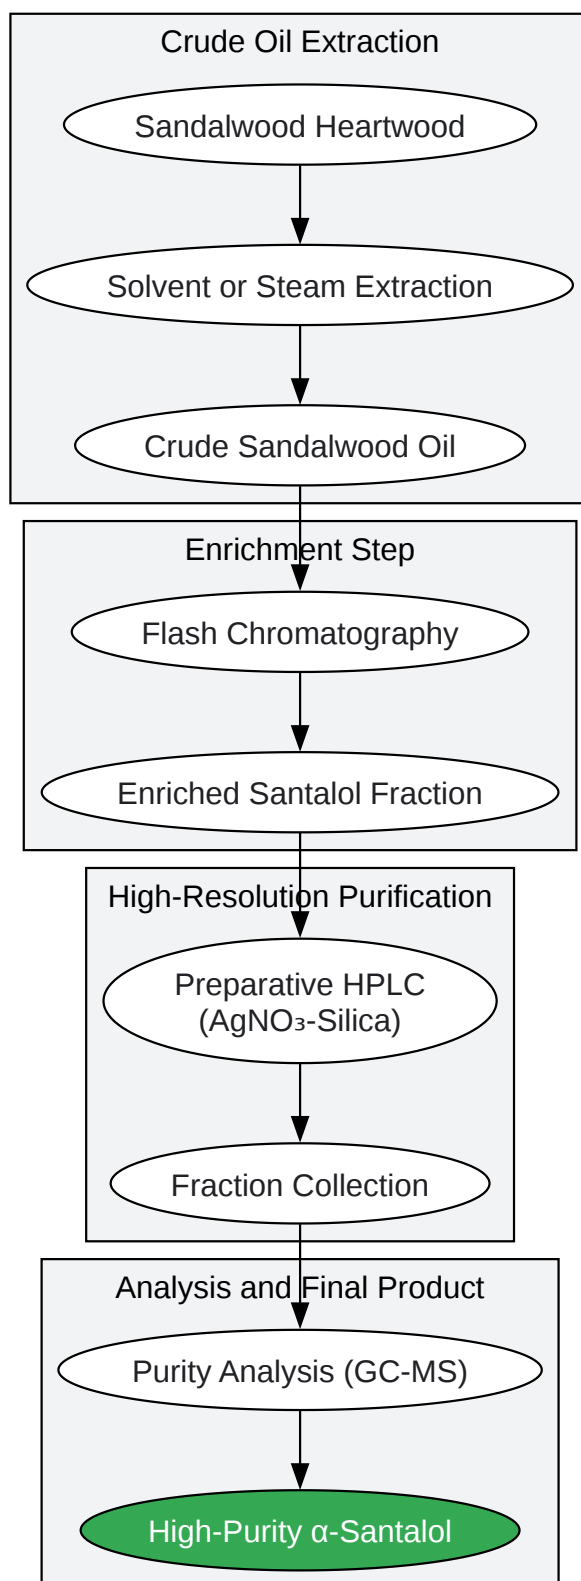 Crude Oil Extraction
Sandalwood Heartwood
Solvent or Steam Extraction
Crude Sandalwood Oil
Enrichment Step
Flash Chromatography
Enriched Santalol Fraction
High-Resolution Purification
Preparative HPLC
(AgNO₃-Silica)
Fraction Collection
Analysis and Final Product
Purity Analysis (GC-MS)
High-Purity α-Santalol